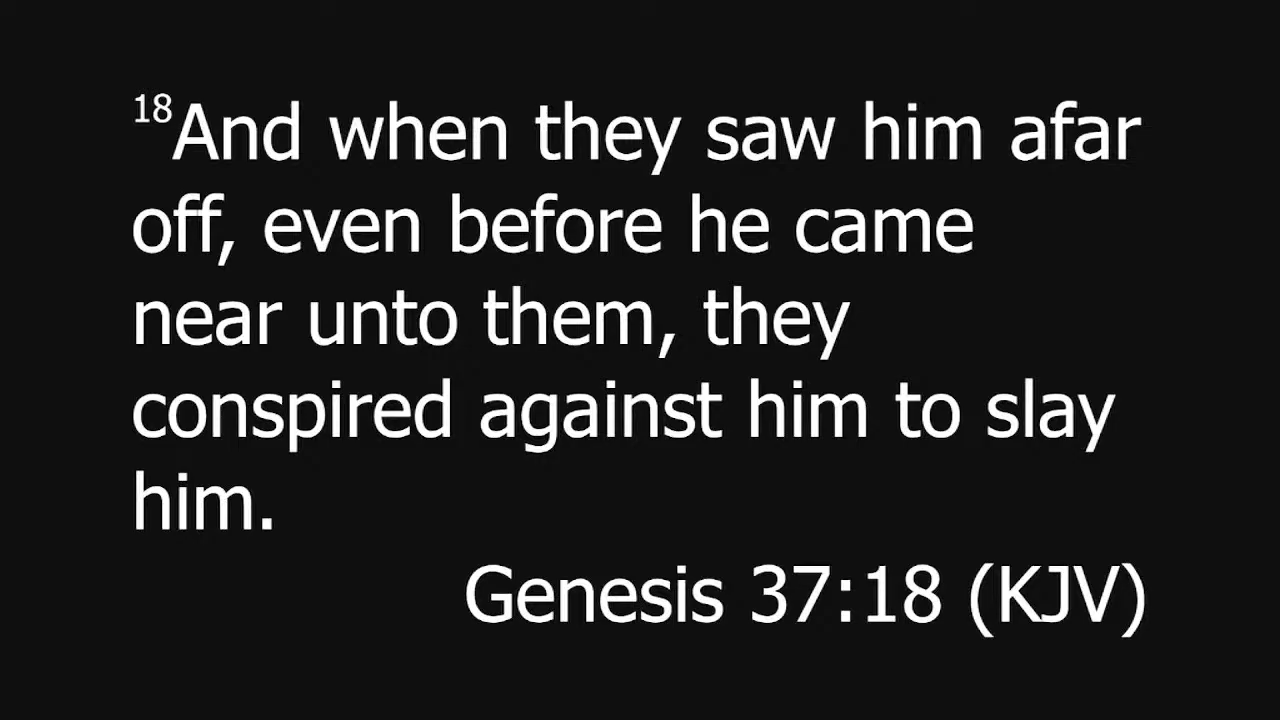 18And when they saw him afar
off, even before he came
near unto them, they
conspired against him to slay
him.
Genesis 37:18 (KJV)